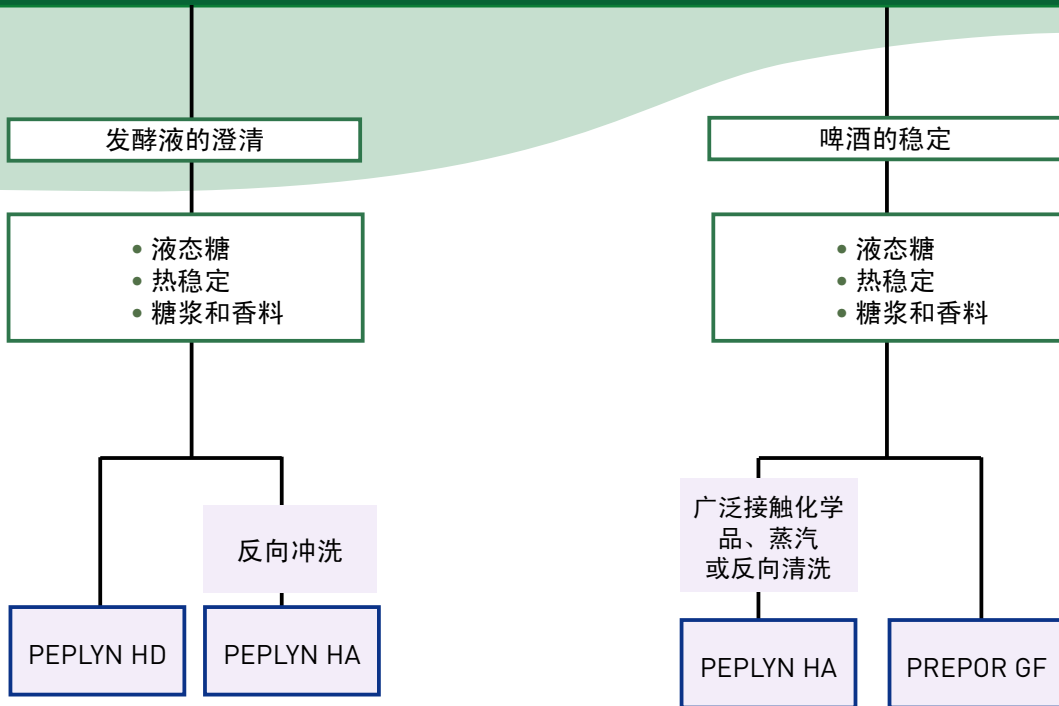 发酵液的澄清
• 液态糖
• 热稳定
• 糖浆和香料
反向冲洗
PEPLYN HD
PEPLYN HA
啤酒的稳定
• 液态糖
• 热稳定
• 糖浆和香料
广泛接触化学
品、蒸汽
或反向清洗
PEPLYN HA
PREPOR GF